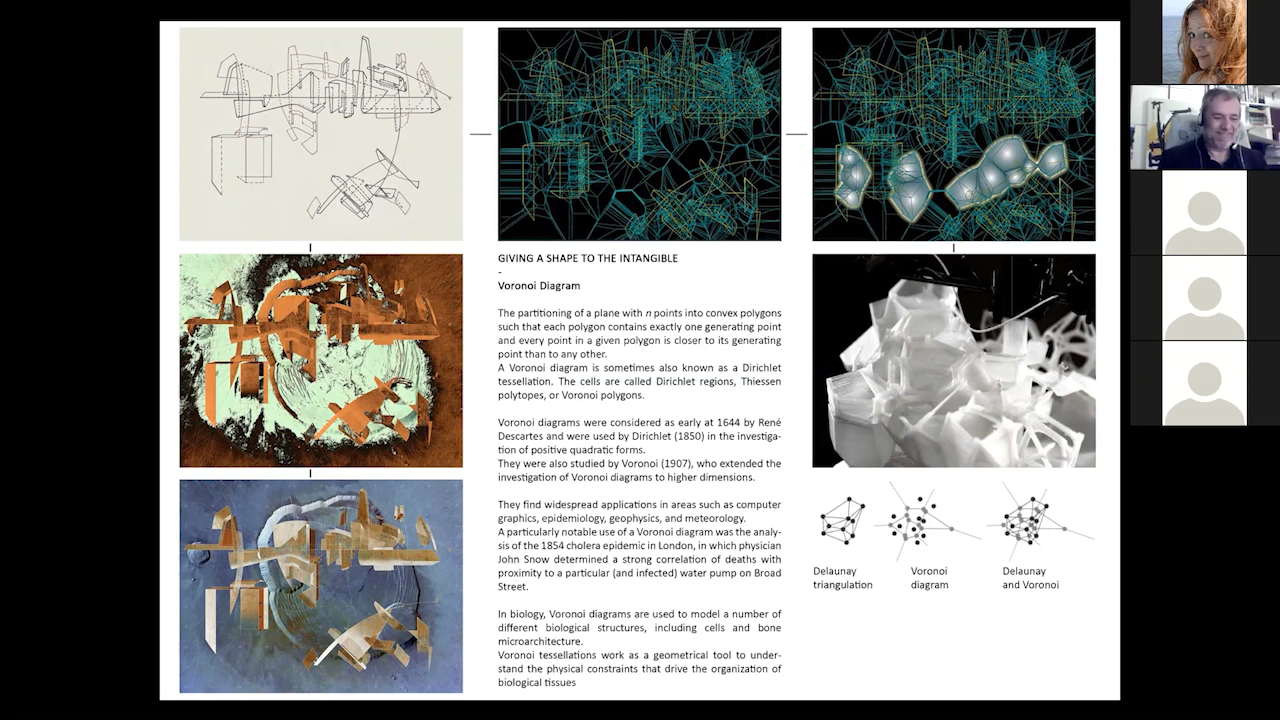 GIVING A SHAPE TO THE INTANGIBLE
-
Voronoi Diagram
The partitioning of a plane with n points into convex polygons
such that each polygon contains exactly one generating point
and every point in a given polygon is closer to its generating
point than to any other.
A Voronoi diagram is sometimes also known as a Dirichlet
tessellation. The cells are called Dirichlet regions, Thiessen
polytopes, or Voronoi polygons.
Voronoi diagrams were considered as early at 1644 by René
Descartes and were used by Dirichlet (1850) in the investiga-
tion of positive quadratic forms.
They were also studied by Voronoi (1907), who extended the
investigation of Voronoi diagrams to higher dimensions.
They find widespread applications in areas such as computer
graphics, epidemiology, geophysics, and meteorology.
A particularly notable use of a Voronoi diagram was the analy-
sis of the 1854 cholera epidemic in London, in which physician
John Snow determined a strong correlation of deaths with
proximity to a particular (and infected) water pump on Broad
Street.
In biology, Voronoi diagrams are used to model a number of
different biological structures, including cells and bone
microarchitecture.
Voronoi tessellations work as a geometrical tool to under-
stand the physical constraints that drive the organization of
biological tissues
Delaunay
triangulation
Voronoi
diagram
Delaunay
and Voronoi